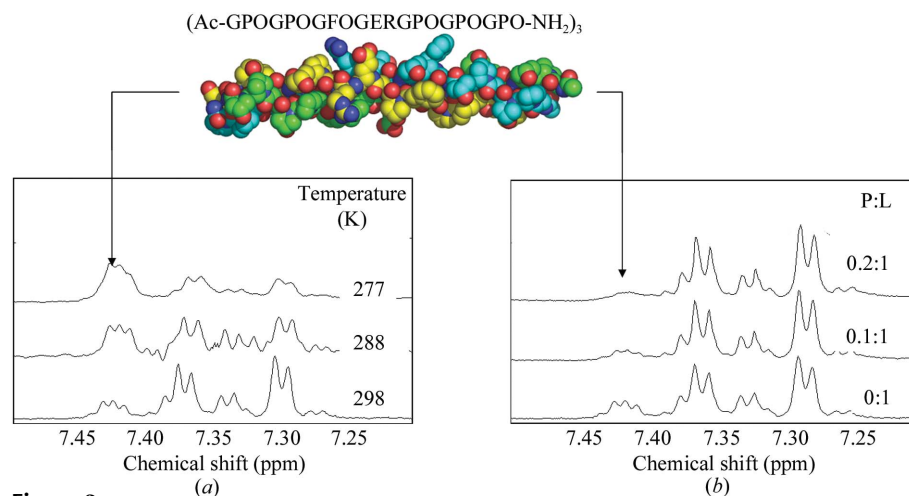 (Ac-GPOGPOGFOGERGPOGPOGPO-NH₂)₃
Temperature
(K)
277
288
298
7.45 7.40 7.35 7.30 7.25
Chemical shift (ppm)
(a)
P:L
0.2:1
0.1:1
0:1
7.45 7.40 7.35 7.30 7.25
Chemical shift (ppm)
(b)